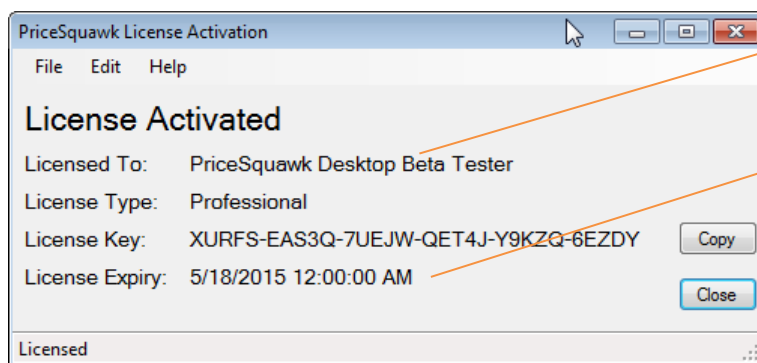 PriceSquawk License Activation
File Edit Help
License Activated
Licensed To: PriceSquawk Desktop Beta Tester
License Type: Professional
License Key: XURFS-EAS3Q-7UEJW-QET4J-Y9KZQ-6EZDY Copy
License Expiry: 5/18/2015 12:00:00 AM
Close
Licensed